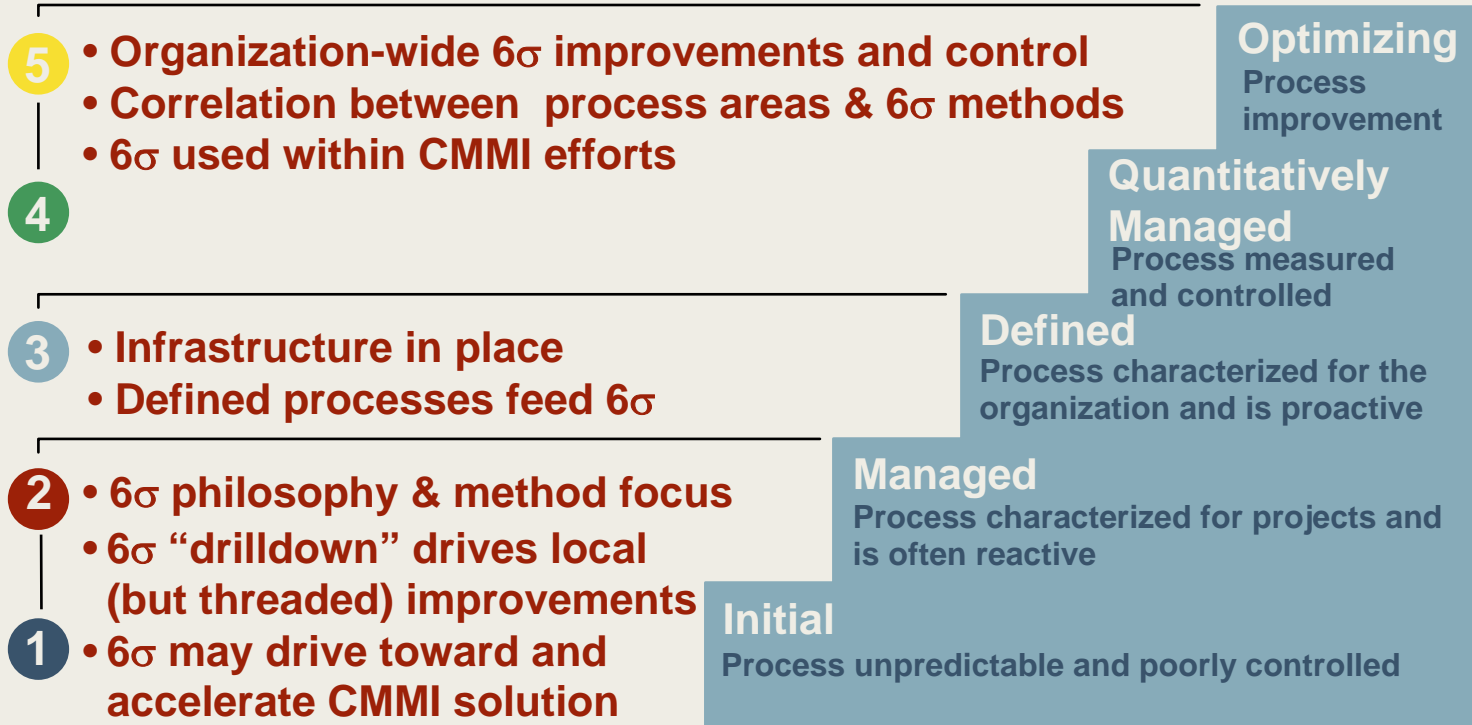 5
• Organization-wide 6σ improvements and control
• Correlation between process areas & 6σ methods
• 6σ used within CMMI efforts
4
Optimizing
Process
improvement
Quantitatively
Managed
Process measured
and controlled
3
• Infrastructure in place
• Defined processes feed 6σ
Defined
Process characterized for the
organization and is proactive
2
• 6σ philosophy & method focus
• 6σ “drilldown” drives local
(but threaded) improvements
1
• 6σ may drive toward and
accelerate CMMI solution
Managed
Process characterized for projects and
is often reactive
Initial
Process unpredictable and poorly controlled